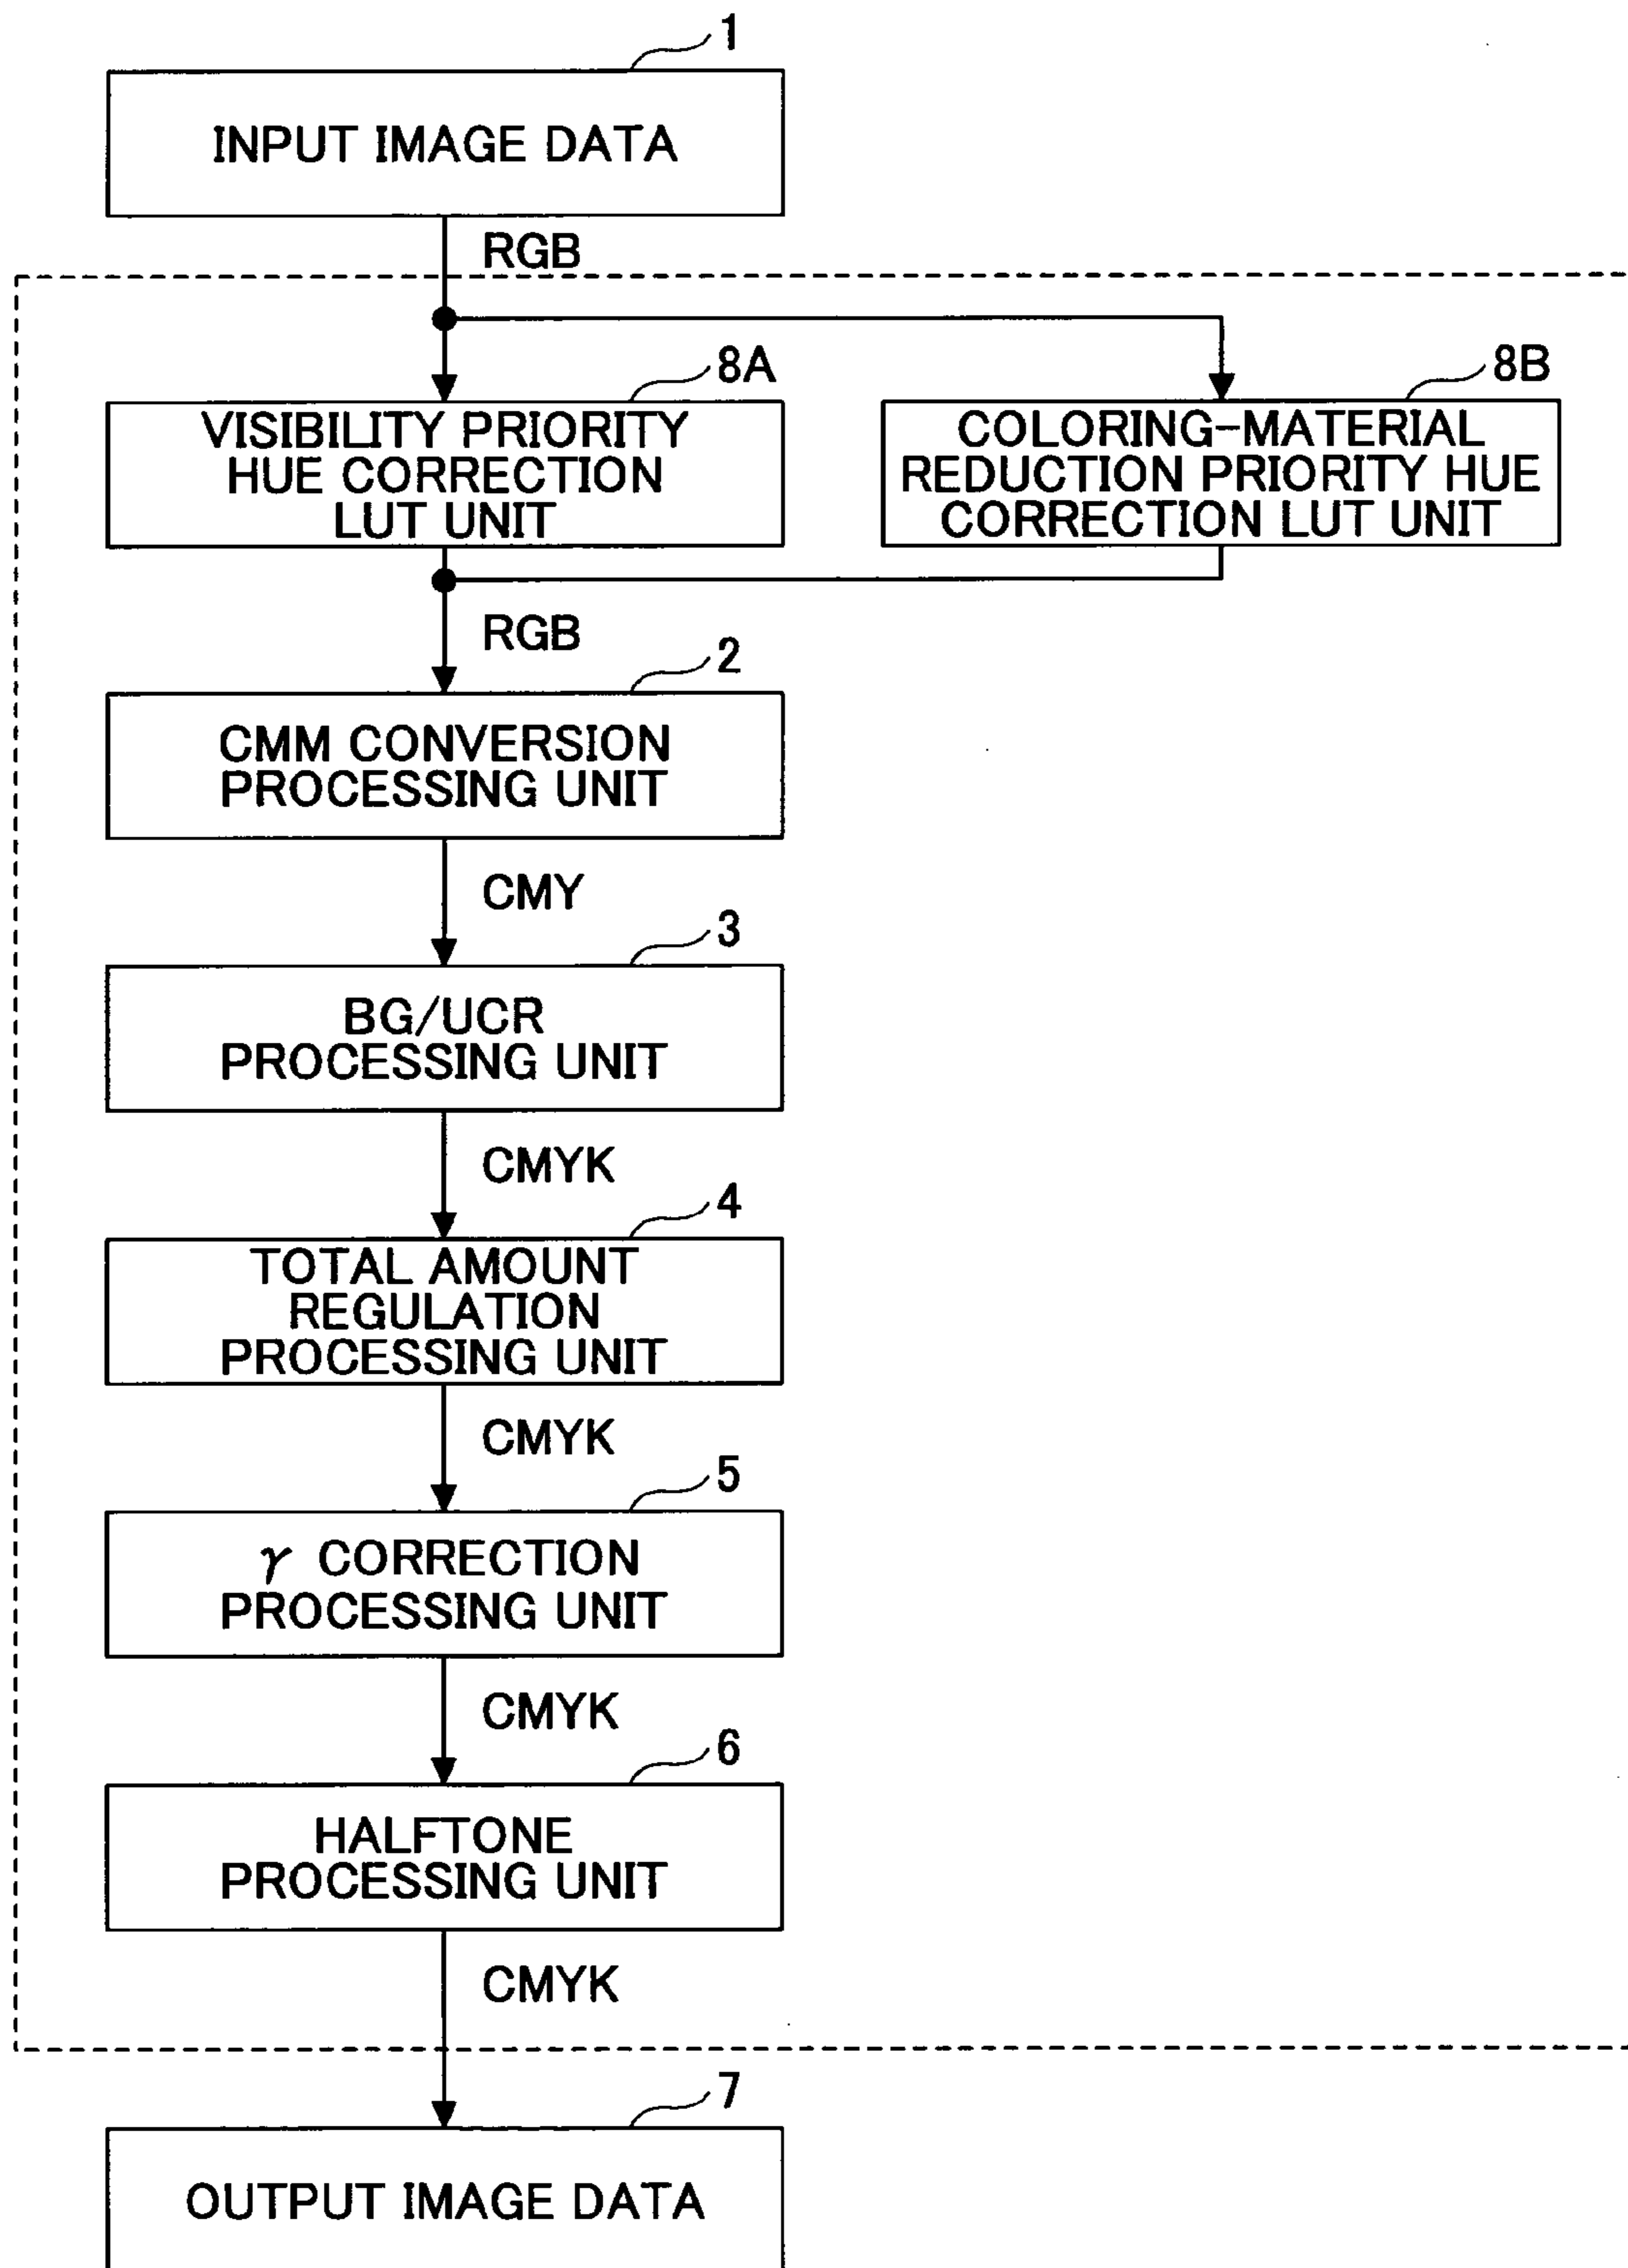 1
INPUT IMAGE DATA
RGB
8A
VISIBILITY PRIORITY
HUE CORRECTION
LUT UNIT
8B
COLORING-MATERIAL
REDUCTION PRIORITY HUE
CORRECTION LUT UNIT
RGB
2
CMM CONVERSION
PROCESSING UNIT
CMY
3
BG/UCR
PROCESSING UNIT
CMYK
4
TOTAL AMOUNT
REGULATION
PROCESSING UNIT
CMYK
5
γ CORRECTION
PROCESSING UNIT
CMYK
6
HALFTONE
PROCESSING UNIT
CMYK
7
OUTPUT IMAGE DATA